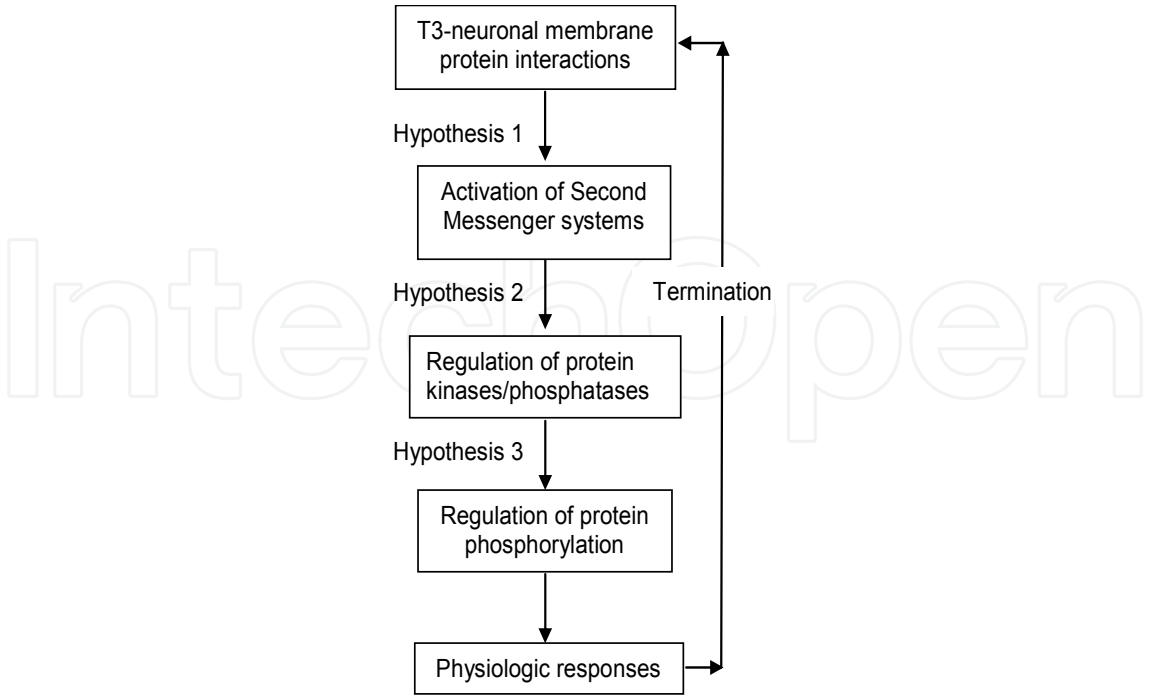 T3-neuronal membrane
protein interactions
Hypothesis 1
Activation of Second
Messenger systems
Hypothesis 2
Termination
Regulation of protein
kinases/phosphatases
Hypothesis 3
Regulation of protein
phosphorylation
Physiologic responses
IntechOpen